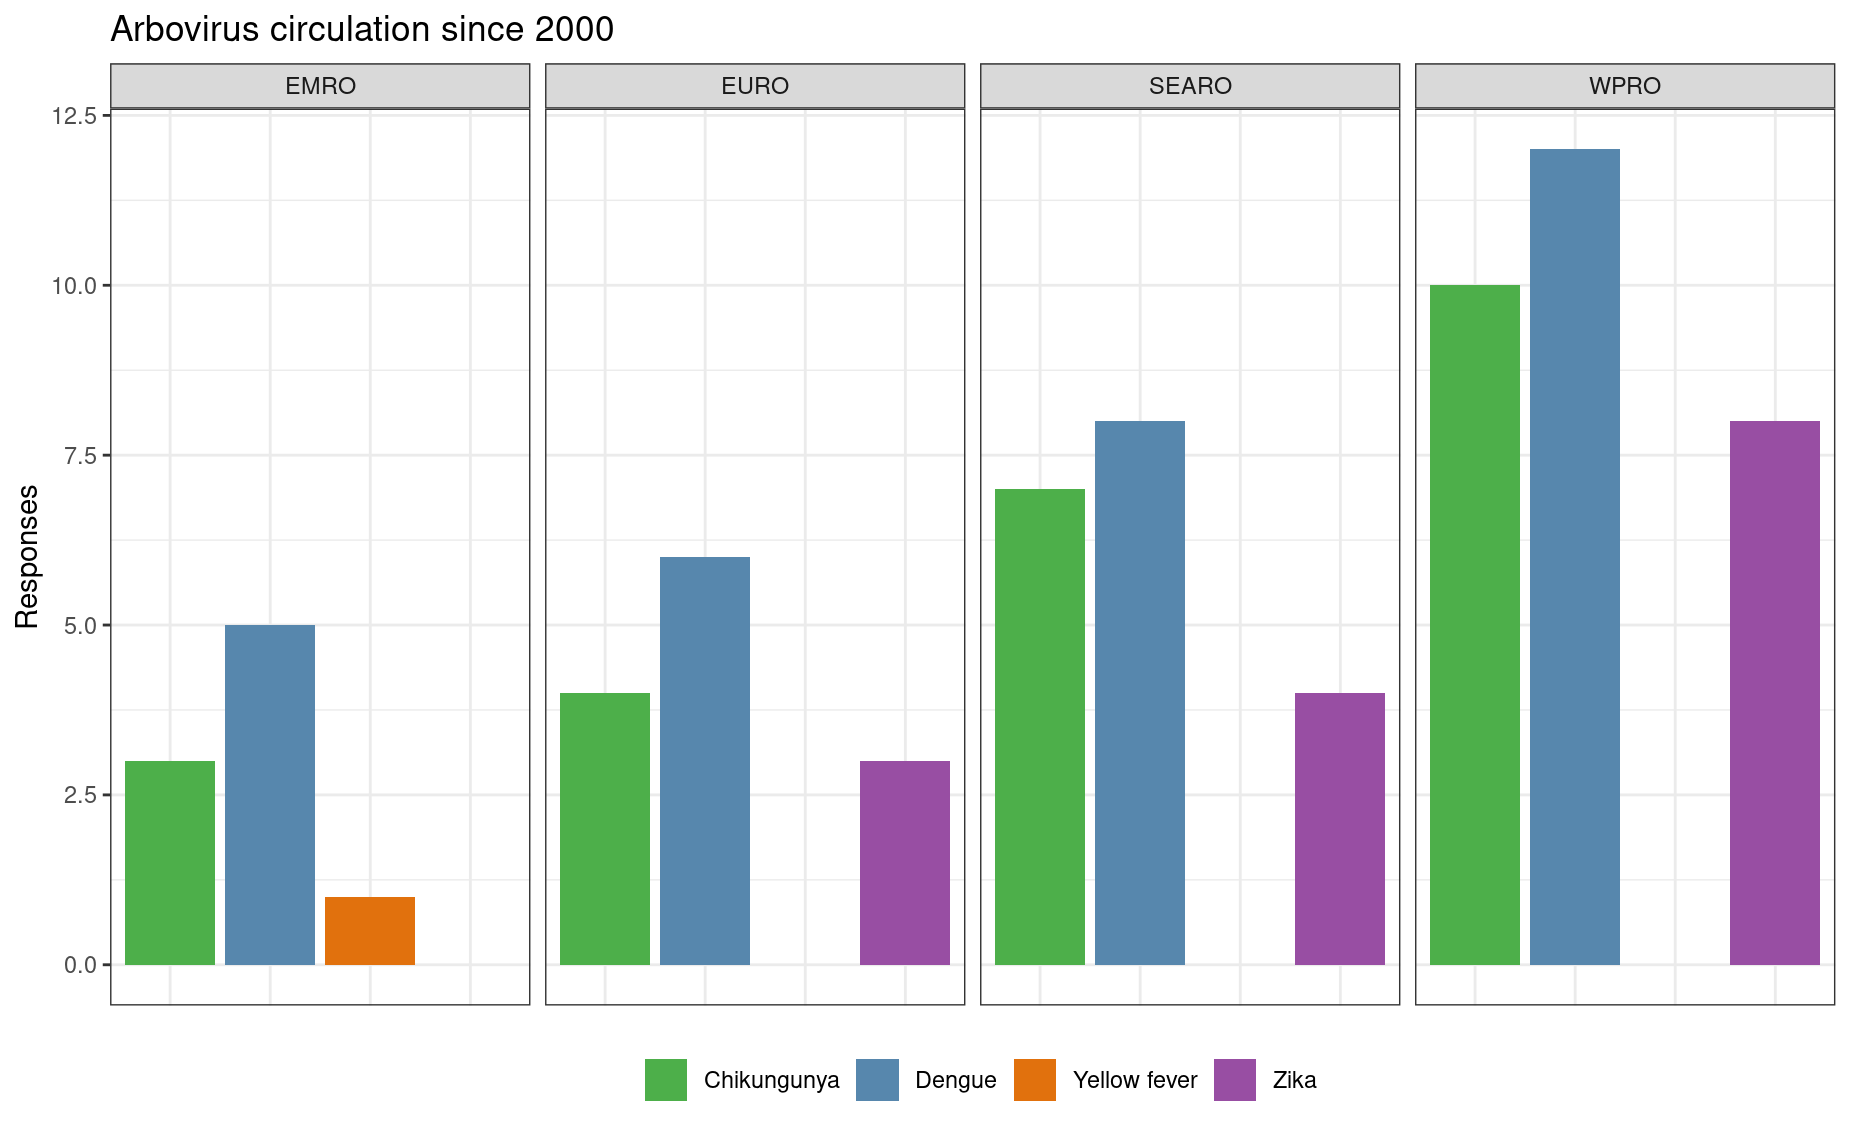 Arbovirus circulation since 2000
EMRO
EURO
SEARO
WPRO
12.5
10.0
7.5
5.0
2.5
0.0
Responses
Chikungunya
Dengue
Yellow fever
Zika